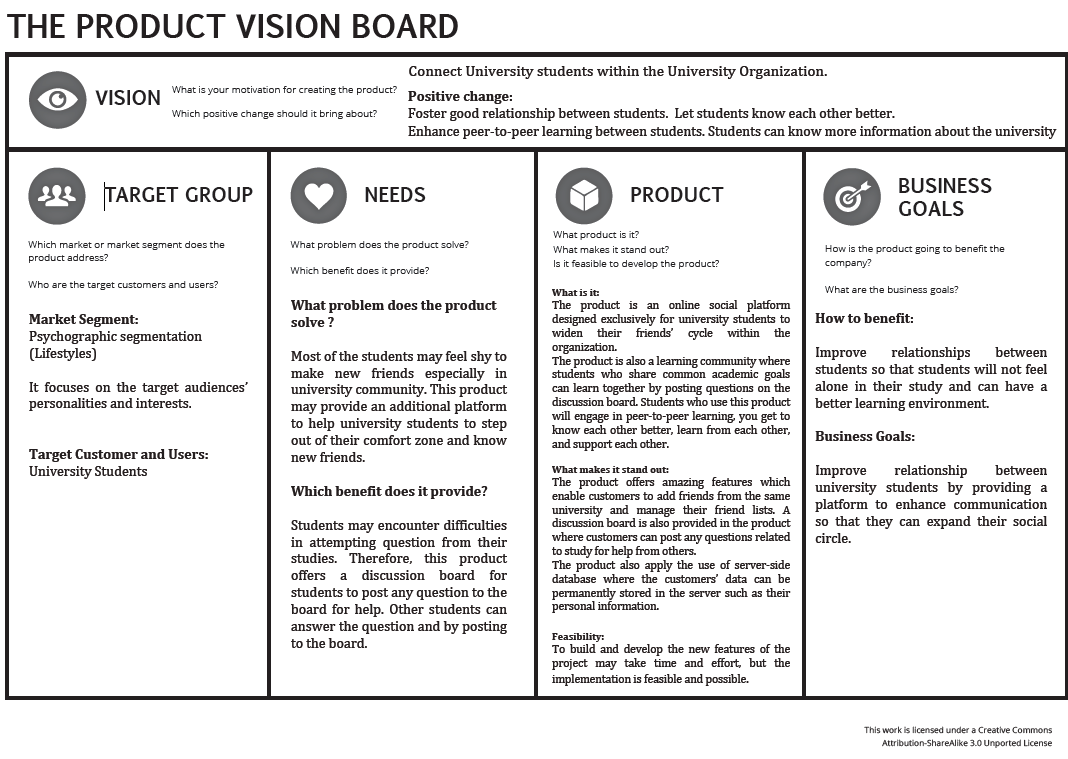 THE PRODUCT VISION BOARD
VISION
What is your motivation for creating the product?
Which positive change should it bring about?
Connect University students within the University Organization.
Positive change:
Foster good relationship between students. Let students know each other better.
Enhance peer-to-peer learning between students. Students can know more information about the university
TARGET GROUP
Which market or market segment does the
product address?
Who are the target customers and users?
Market Segment:
Psychographic segmentation
(Lifestyles)
It focuses on the target audiences’
personalities and interests.
Target Customer and Users:
University Students
NEEDS
What problem does the product solve?
Which benefit does it provide?
What problem does the product
solve ?
Most of the students may feel shy to
make new friends especially in
university community. This product
may provide an additional platform
to help university students to step
out of their comfort zone and know
new friends.
Which benefit does it provide?
Students may encounter difficulties
in attempting question from their
studies. Therefore, this product
offers a discussion board for
students to post any question to the
board for help. Other students can
answer the question and by posting
to the board.
PRODUCT
What product is it?
What makes it stand out?
Is it feasible to develop the product?
What is it:
The product is an online social platform
designed exclusively for university students to
widen their friends’ cycle within the
organization.
The product is also a learning community where
students who share common academic goals
can learn together by posting questions on the
discussion board. Students who use this product
will engage in peer-to-peer learning, you get to
know each other better, learn from each other,
and support each other.
What makes it stand out:
The product offers amazing features which
enable customers to add friends from the same
university and manage their friend lists. A
discussion board is also provided in the product
where customers can post any questions related
to study for help from others.
The product also apply the use of server-side
database where the customers’ data can be
permanently stored in the server such as their
personal information.
Feasibility:
To build and develop the new features of the
project may take time and effort, but the
implementation is feasible and possible.
BUSINESS
GOALS
How is the product going to benefit the
company?
What are the business goals?
How to benefit:
Improve relationships between
students so that students will not feel
alone in their study and can have a
better learning environment.
Business Goals:
Improve relationship between
university students by providing a
platform to enhance communication
so that they can expand their social
circle.
This work is licensed under a Creative Commons
Attribution-ShareAlike 3.0 Unported License